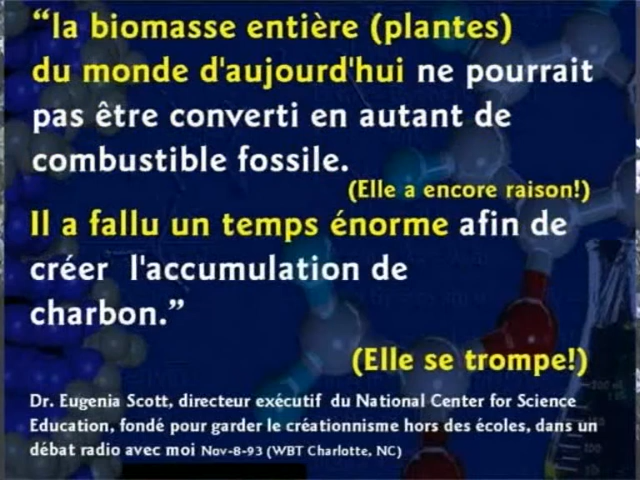 “la biomasse entière (plantes)
du monde d'aujourd'hui ne pourrait
pas être converti en autant de
combustible fossile.
(Elle a encore raison!)
Il a fallu un temps énorme afin de
créer l'accumulation de
charbon.”
(Elle se trompe!)
Dr. Eugenia Scott, directeur exécutif du National Center for Science
Education, fondé pour garder le créationnisme hors des écoles, dans un
débat radio avec moi Nov-8-93 (WBT Charlotte, NC)